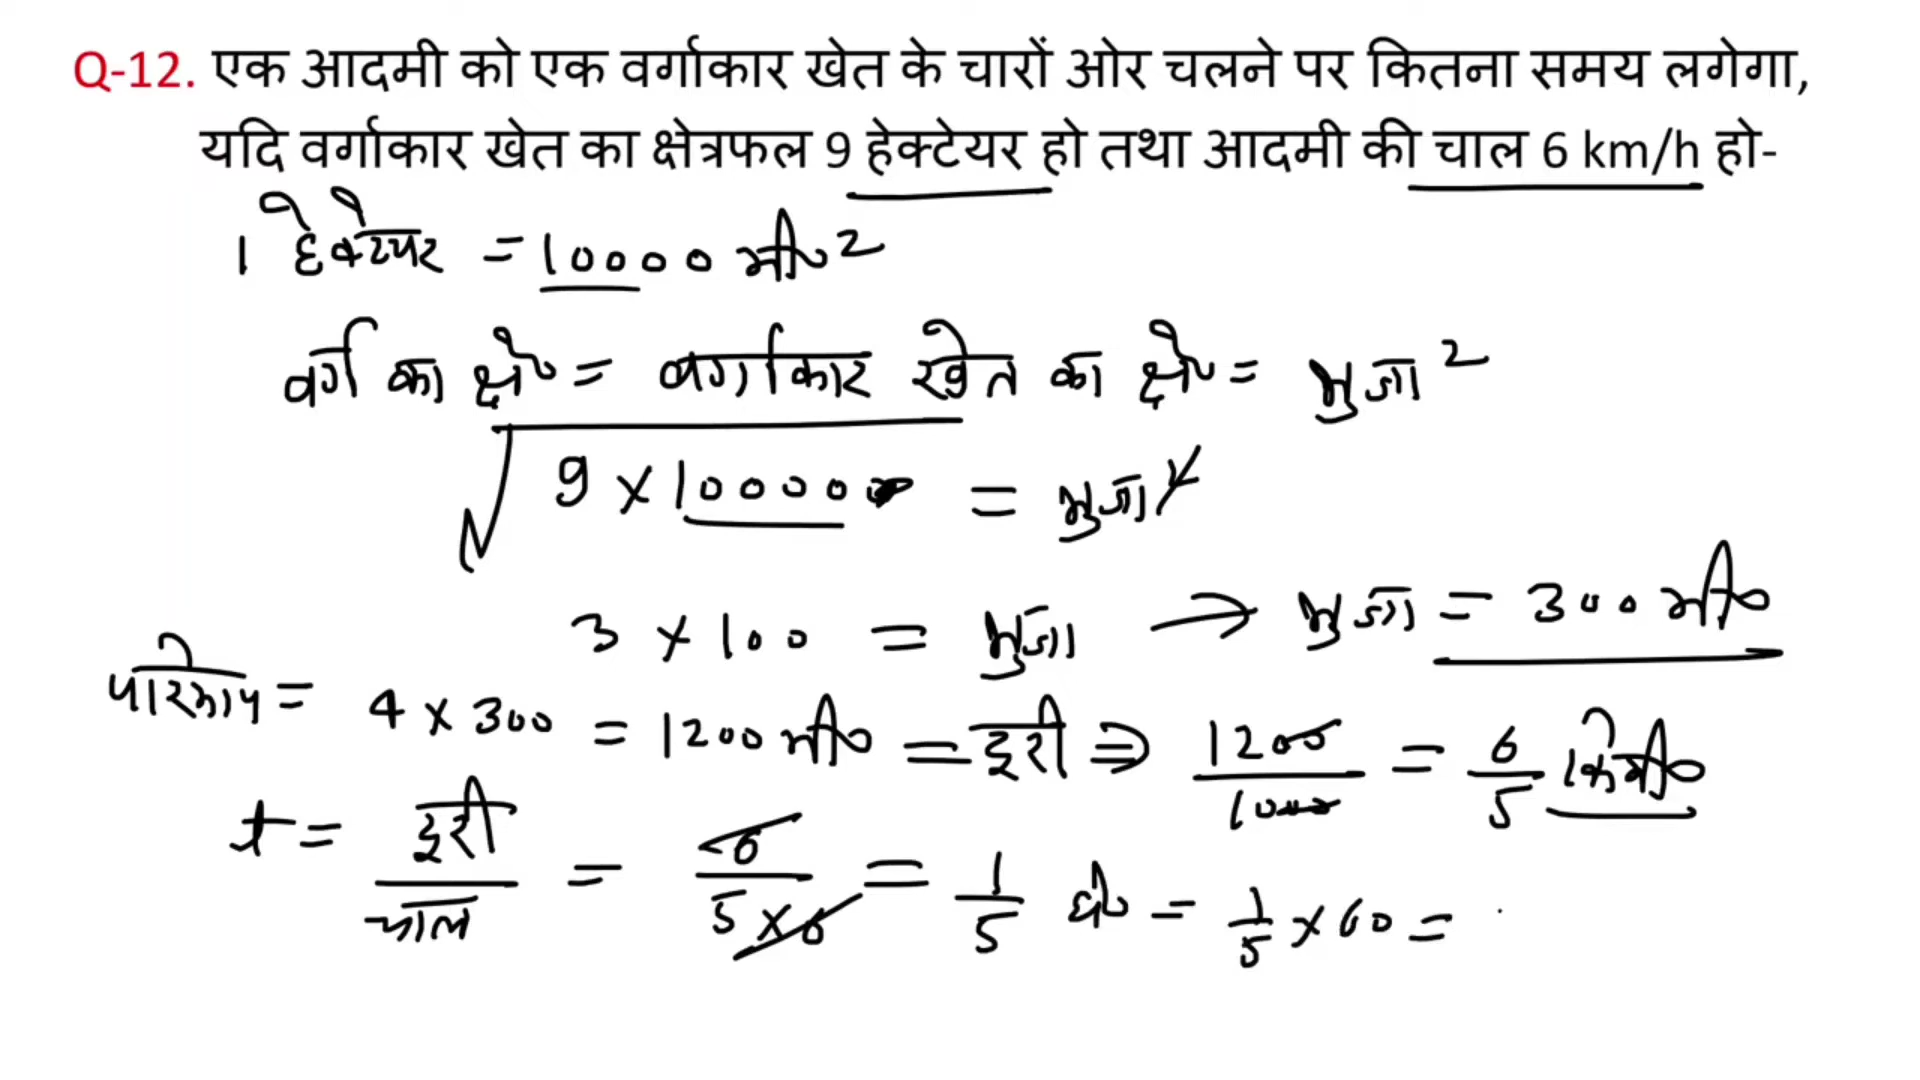 Q-12. एक आदमी को एक वर्गाकार खेत के चारों ओर चलने पर कितना समय लगेगा,
यदि वर्गाकार खेत का क्षेत्रफल 9 हेक्टेयर हो तथा आदमी की चाल 6 km/h हो-
1 हेक्टेयर = 10000 मी०²
वर्ग का क्षे० = वर्गाकार खेत का क्षे० = भुजा²
√9 × 10000 = भुजा²
3 × 100 = भुजा → भुजा = 300 मी०
परिमाप = 4 × 300 = 1200 मी० = दूरी ⇒ 1200/1000 = 6/5 किमी०
t = दूरी/चाल = 6/5×6 = 1/5 घं० = 1/5 × 60 =